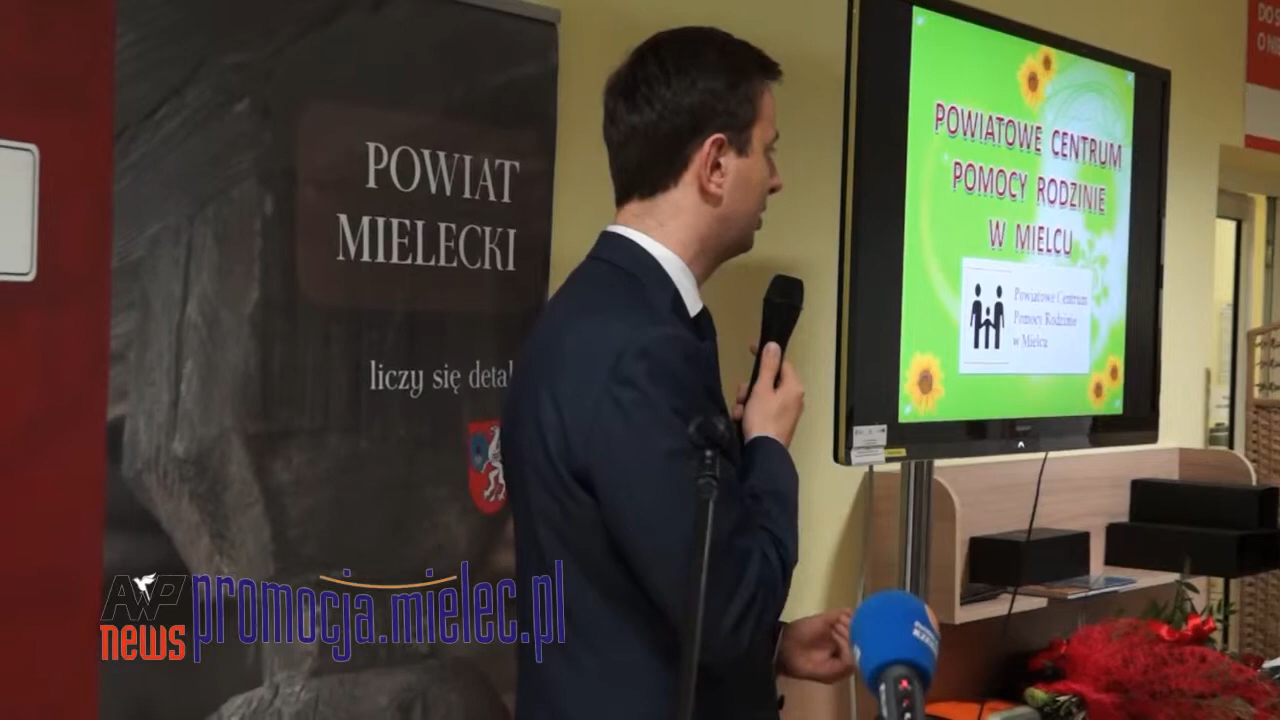 POWIAT
MIELECKI
liczy się detal
POWIATOWE CENTRUM
POMOCY RODZINIE
W MIELCU
Powiatowe Centrum
Pomocy Rodzinie
w Mielcu
AWP
news
promocja.mielec.pl